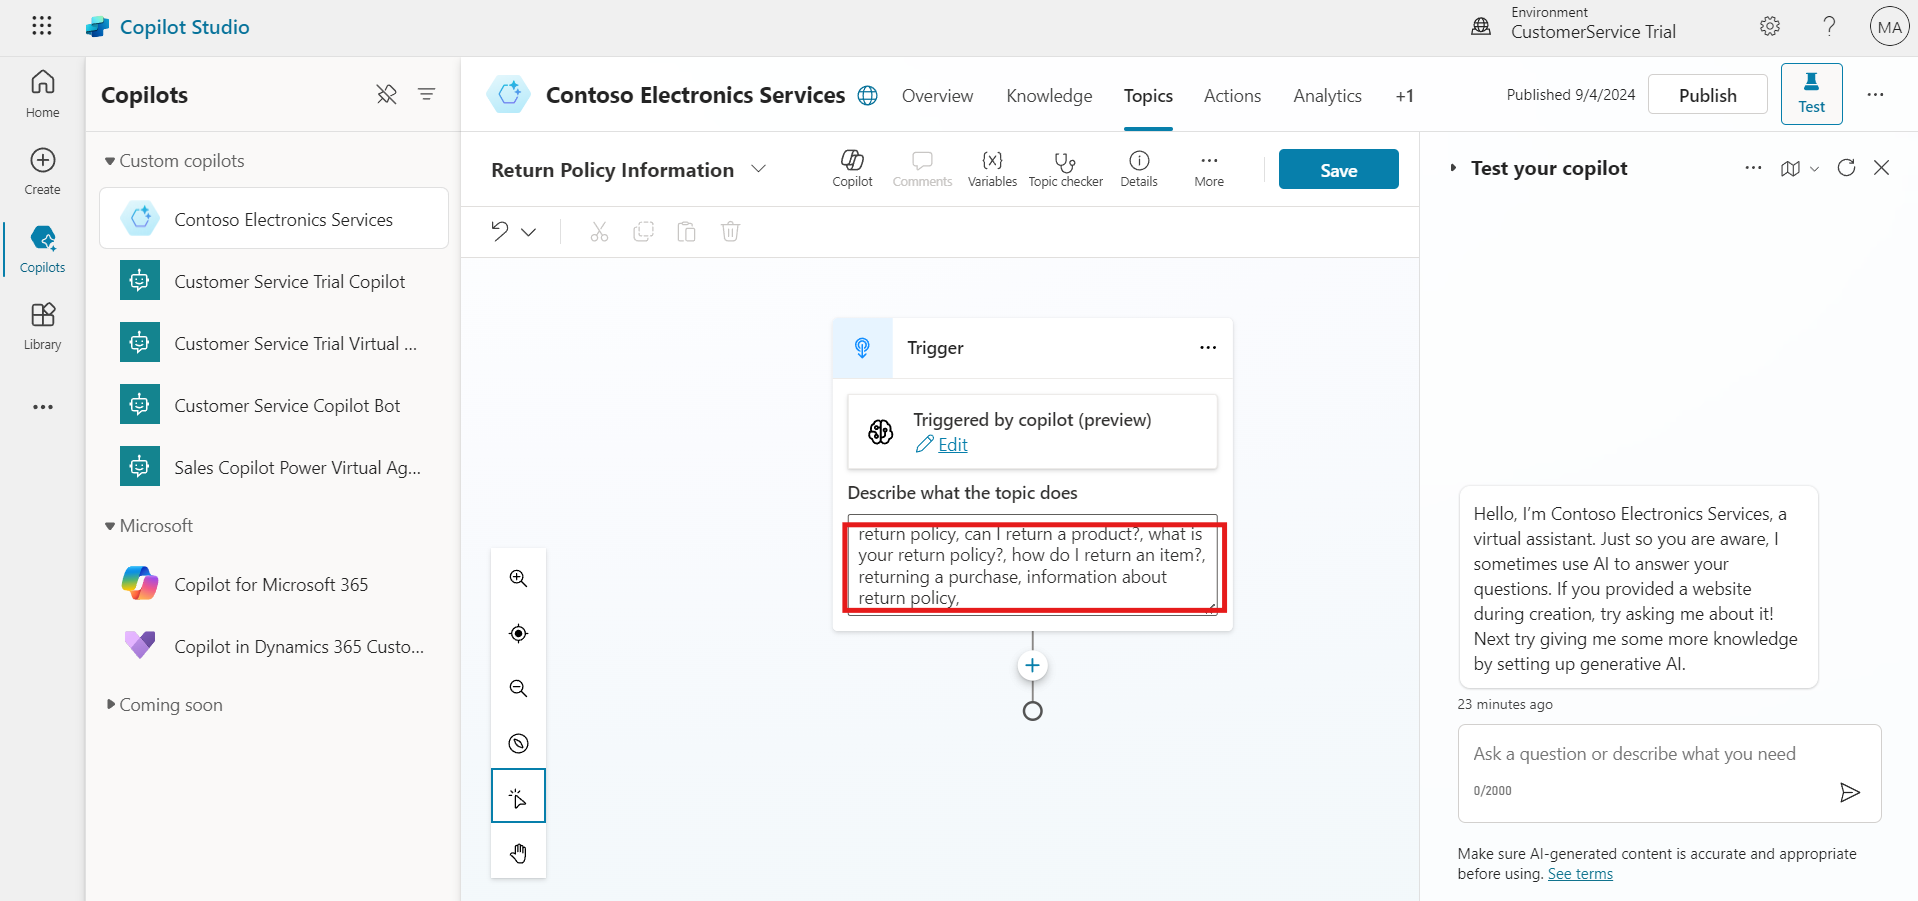 Copilot Studio
Environment
CustomerService Trial
MA
Home
Create
Copilots
Library
Copilots
Custom copilots
Contoso Electronics Services
Customer Service Trial Copilot
Customer Service Trial Virtual ...
Customer Service Copilot Bot
Sales Copilot Power Virtual Ag...
Microsoft
Copilot for Microsoft 365
Copilot in Dynamics 365 Custo...
Coming soon
Contoso Electronics Services
Overview
Knowledge
Topics
Actions
Analytics
+1
Published 9/4/2024
Publish
Test
Return Policy Information
Copilot
Comments
{x}
Variables
Topic checker
Details
More
Save
Trigger
Triggered by copilot (preview)
Edit
Describe what the topic does
return policy, can I return a product?, what is
your return policy?, how do I return an item?,
returning a purchase, information about
return policy,
Test your copilot
Hello, I'm Contoso Electronics Services, a
virtual assistant. Just so you are aware, I
sometimes use AI to answer your
questions. If you provided a website
during creation, try asking me about it!
Next try giving me some more knowledge
by setting up generative AI.
23 minutes ago
Ask a question or describe what you need
0/2000
Make sure AI-generated content is accurate and appropriate
before using. See terms